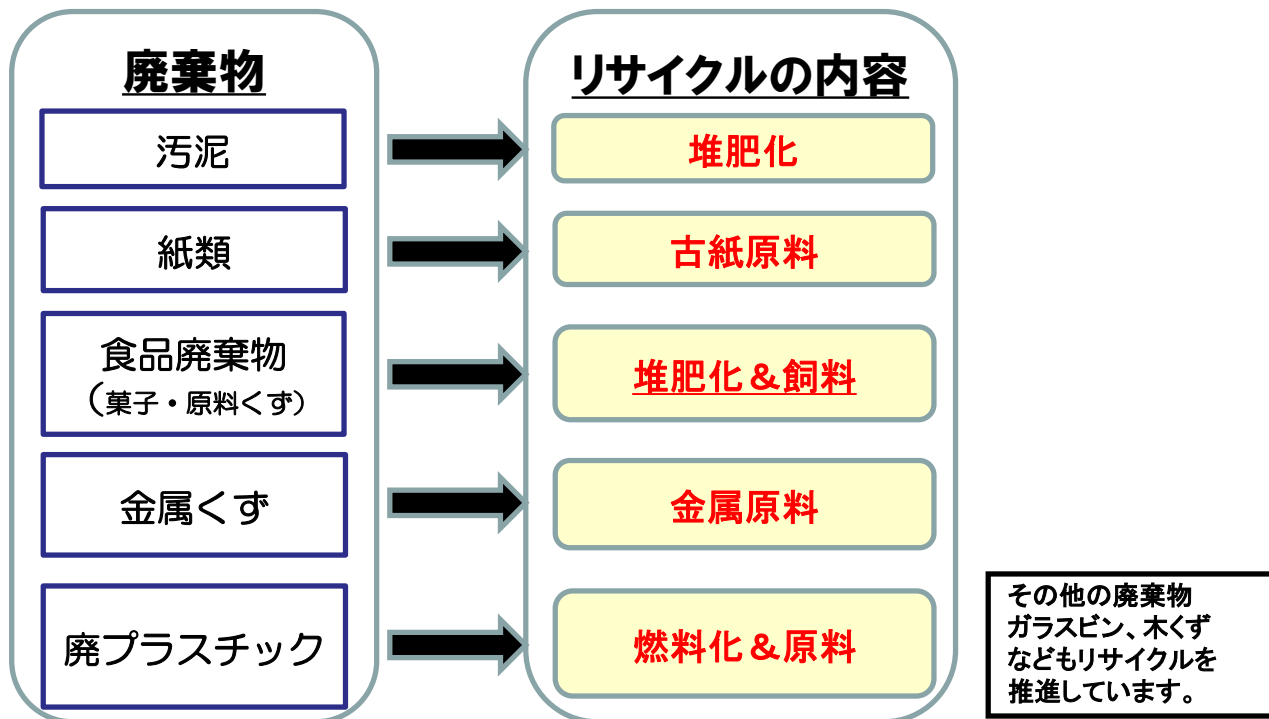 廃棄物
リサイクルの内容
汚泥
堆肥化
紙類
古紙原料
食品廃棄物
(菓子・原料くず)
堆肥化&飼料
金属くず
金属原料
廃プラスチック
燃料化&原料
その他の廃棄物
ガラスビン、木くず
などもリサイクルを
推進しています。